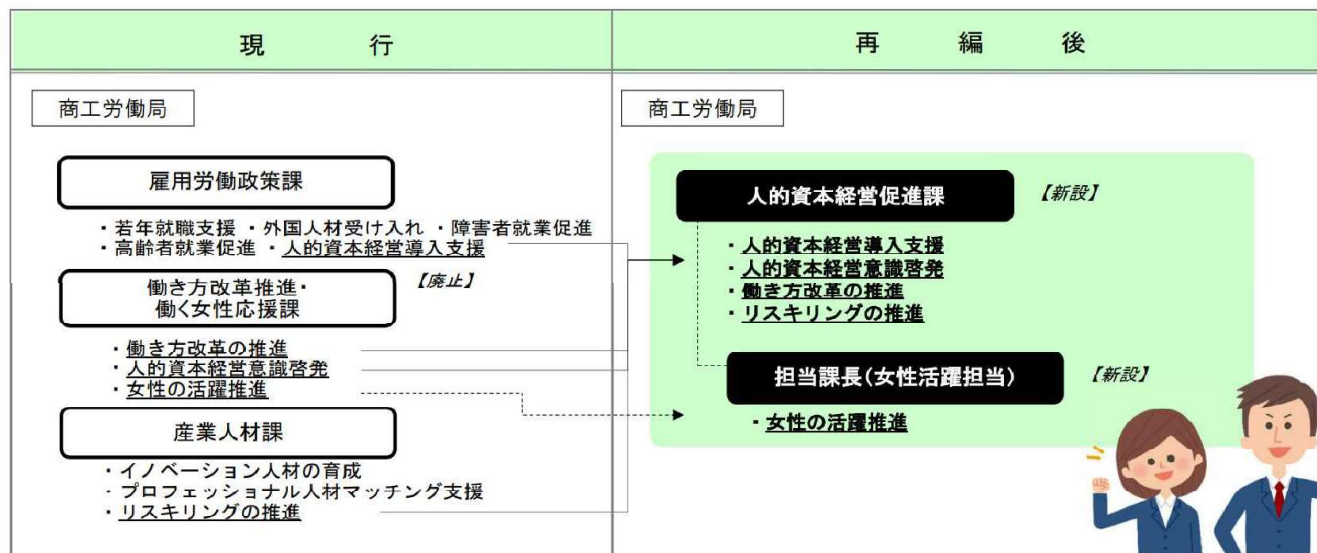 現 行
再 編 後
商工労働局
雇用労働政策課
・若年就職支援 ・外国人材受け入れ ・障害者就業促進
・高齢者就業促進 ・人的資本経営導入支援
働き方改革推進・
働く女性応援課
【廃止】
・働き方改革の推進
・人的資本経営意識啓発
・女性の活躍推進
産業人材課
・イノベーション人材の育成
・プロフェッショナル人材マッチング支援
・リスキリングの推進
商工労働局
人的資本経営促進課
【新設】
・人的資本経営導入支援
・人的資本経営意識啓発
・働き方改革の推進
・リスキリングの推進
担当課長(女性活躍担当)
【新設】
・女性の活躍推進